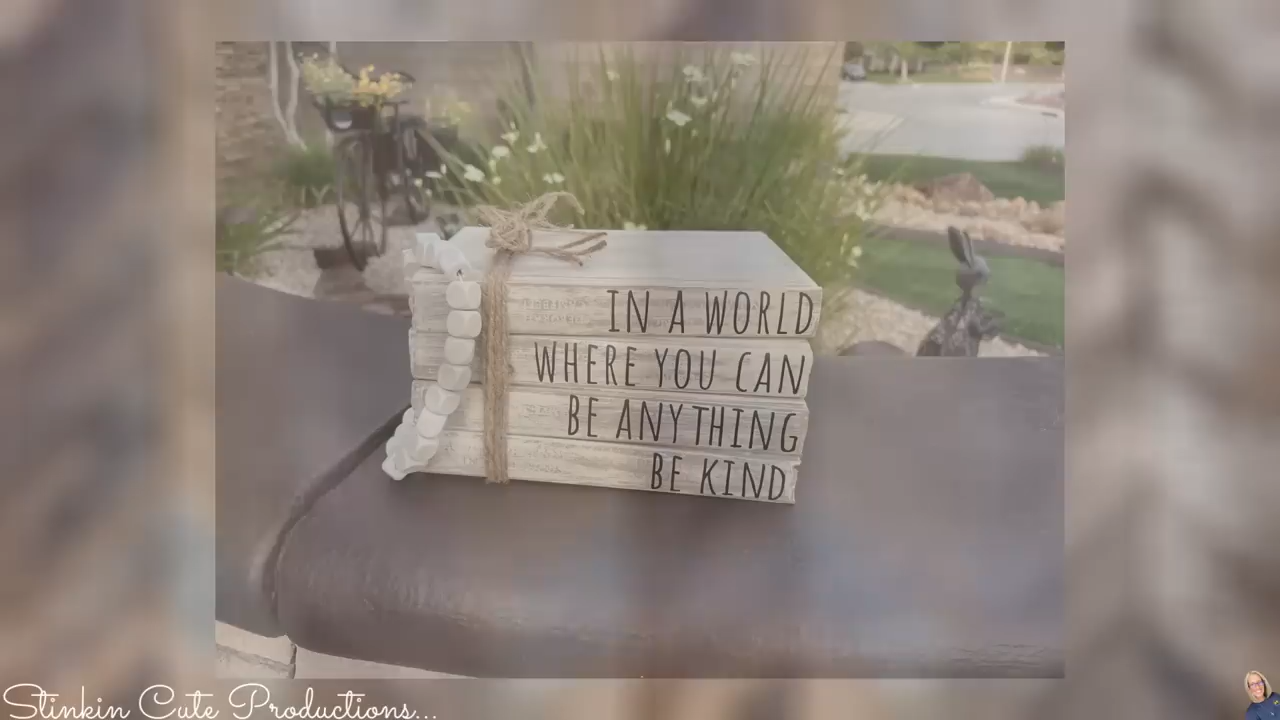 IN A WORLD
WHERE YOU CAN
BE ANYTHING
BE KIND
Stinkin Cute Productions...